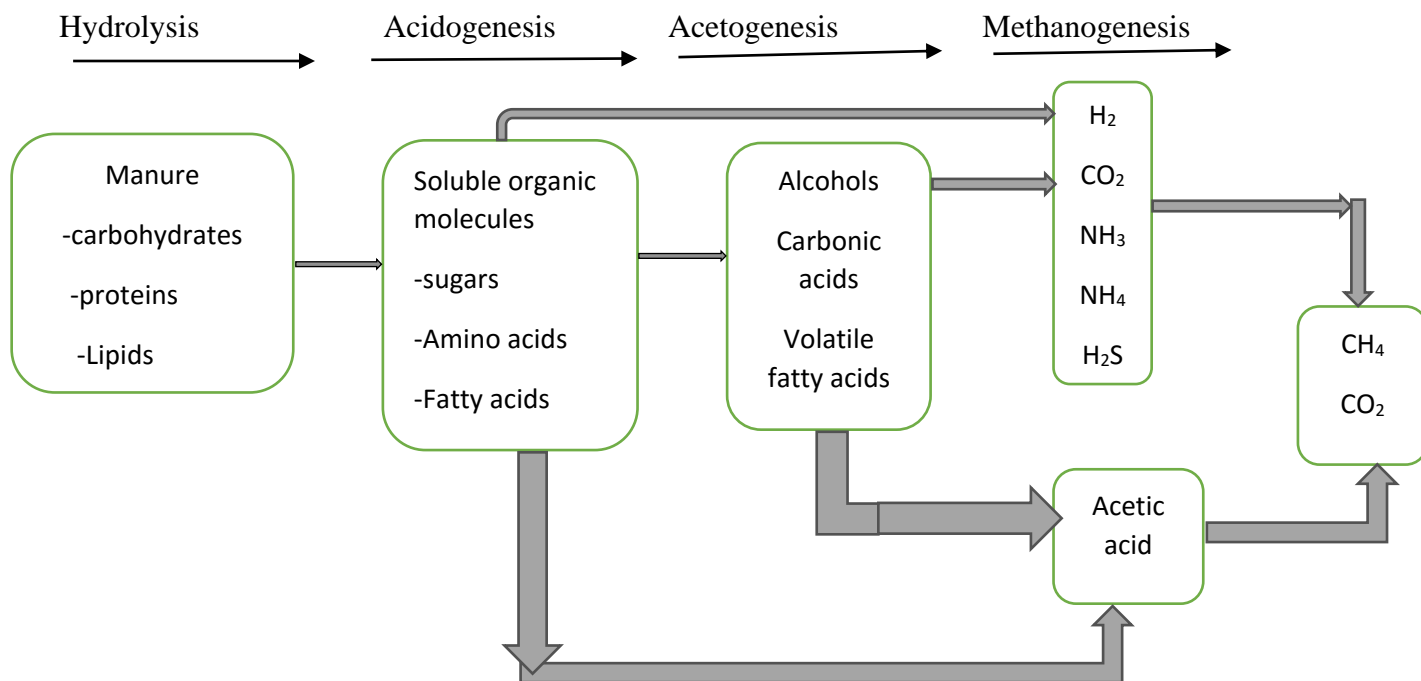 Hydrolysis
Acidogenesis
Acetogenesis
Methanogenesis
Manure
-carbohydrates
-proteins
-Lipids
Soluble organic
molecules
-sugars
-Amino acids
-Fatty acids
Alcohols
Carbonic
acids
Volatile
fatty acids
H₂
CO₂
NH₃
NH₄
H₂S
CH₄
CO₂
Acetic
acid